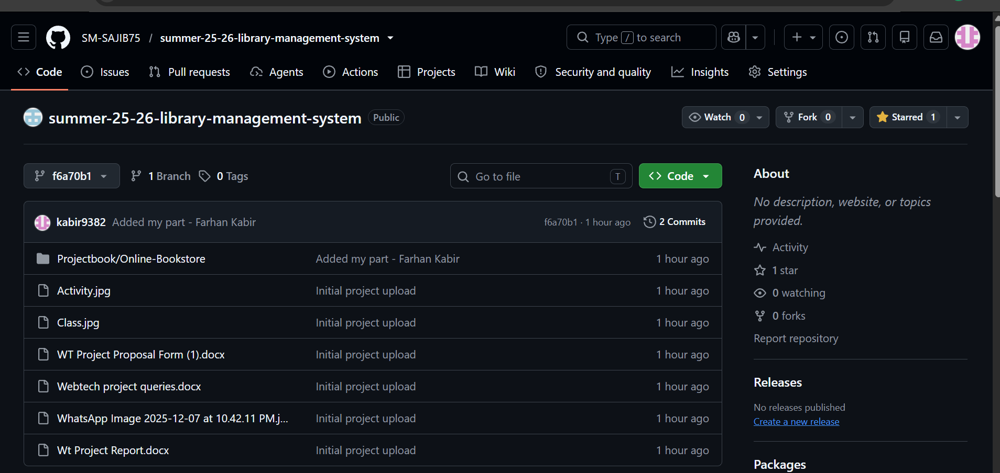 SM-SAJIB75 / summer-25-26-library-management-system
Type / to search
Code Issues Pull requests Agents Actions Projects Wiki Security and quality Insights Settings
summer-25-26-library-management-system Public
Watch 0 Fork 0 Starred 1
f6a70b1 1 Branch 0 Tags Go to file T Code
kabir9382 Added my part - Farhan Kabir f6a70b1 · 1 hour ago 2 Commits
Projectbook/Online-Bookstore Added my part - Farhan Kabir 1 hour ago
Activity.jpg Initial project upload 1 hour ago
Class.jpg Initial project upload 1 hour ago
WT Project Proposal Form (1).docx Initial project upload 1 hour ago
Webtech project queries.docx Initial project upload 1 hour ago
WhatsApp Image 2025-12-07 at 10.42.11 PM.j... Initial project upload 1 hour ago
Wt Project Report.docx Initial project upload 1 hour ago
About
No description, website, or topics
provided.
Activity
1 star
0 watching
0 forks
Report repository
Releases
No releases published
Create a new release
Packages